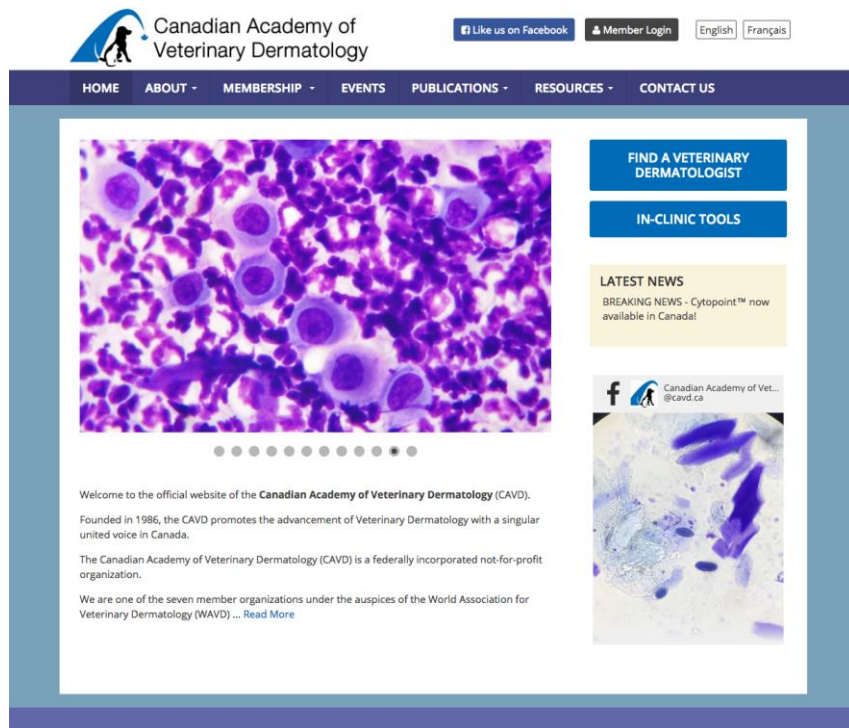 Canadian Academy of
Veterinary Dermatology
Like us on Facebook
Member Login
English
Français
HOME
ABOUT
MEMBERSHIP
EVENTS
PUBLICATIONS
RESOURCES
CONTACT US
FIND A VETERINARY
DERMATOLOGIST
IN-CLINIC TOOLS
LATEST NEWS
BREAKING NEWS - Cytopoint™ now
available in Canada!
Canadian Academy of Vet...
@cavd.ca
Welcome to the official website of the Canadian Academy of Veterinary Dermatology (CAVD).
Founded in 1986, the CAVD promotes the advancement of Veterinary Dermatology with a singular
united voice in Canada.
The Canadian Academy of Veterinary Dermatology (CAVD) is a federally incorporated not-for-profit
organization.
We are one of the seven member organizations under the auspices of the World Association for
Veterinary Dermatology (WAVD) ... Read More